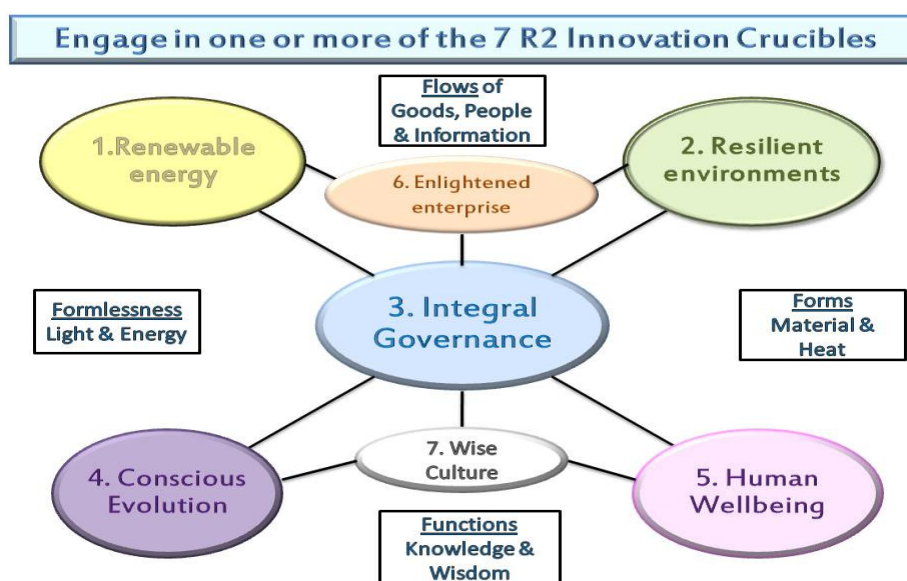 Engage in one or more of the 7 R2 Innovation Crucibles
Flows of
Goods, People
& Information
1.Renewable
energy
2. Resilient
environments
6. Enlightened
enterprise
Formlessness
Light & Energy
3. Integral
Governance
Forms
Material &
Heat
4. Conscious
Evolution
7. Wise
Culture
5. Human
Wellbeing
Functions
Knowledge &
Wisdom